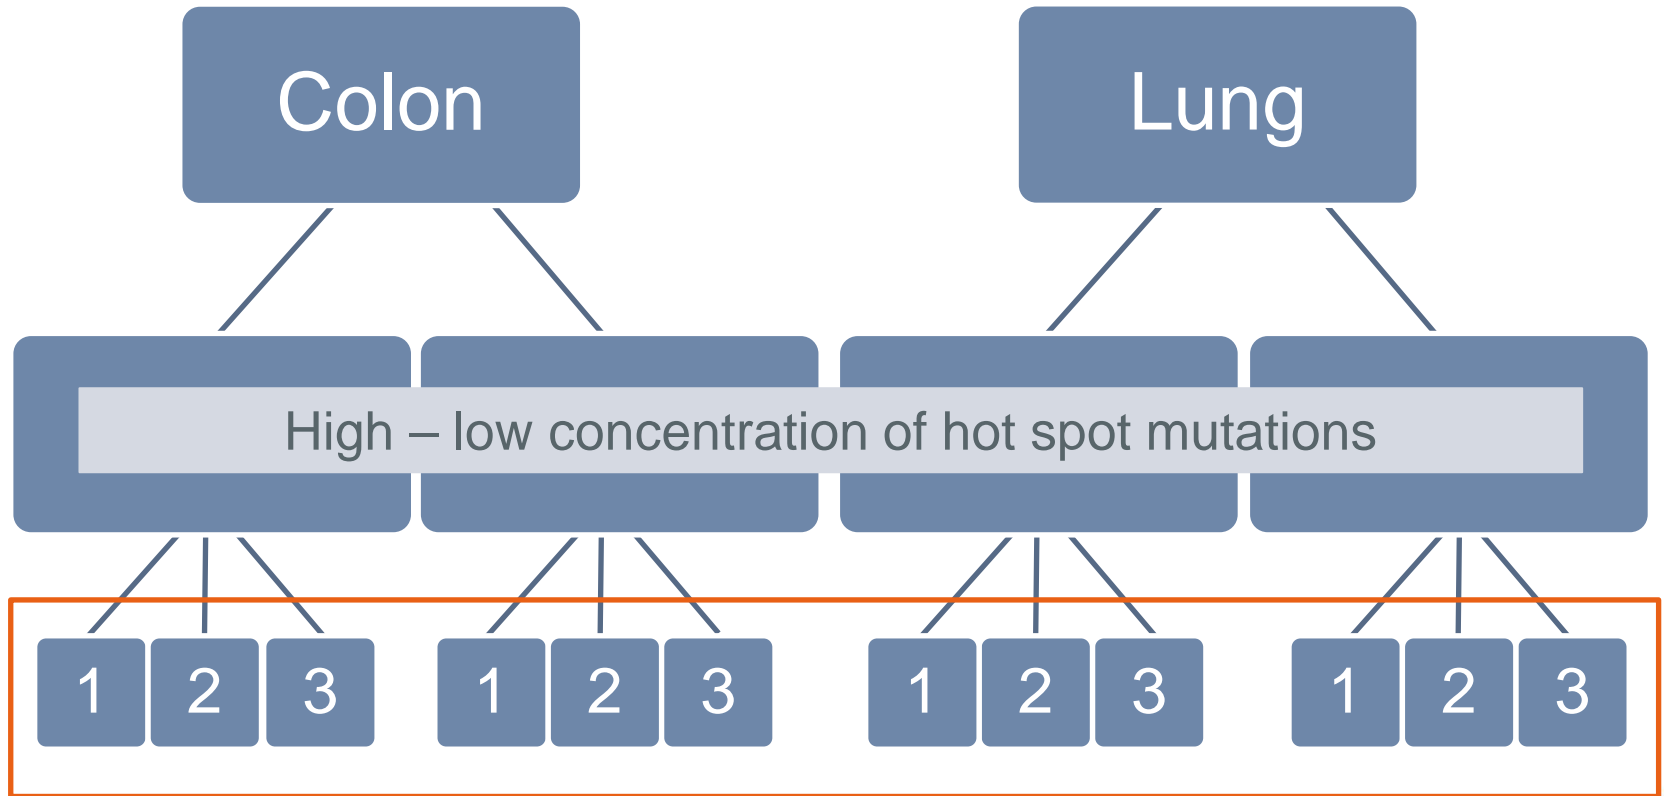 Colon
Lung
High – low concentration of hot spot mutations
1 2 3 1 2 3 1 2 3 1 2 3